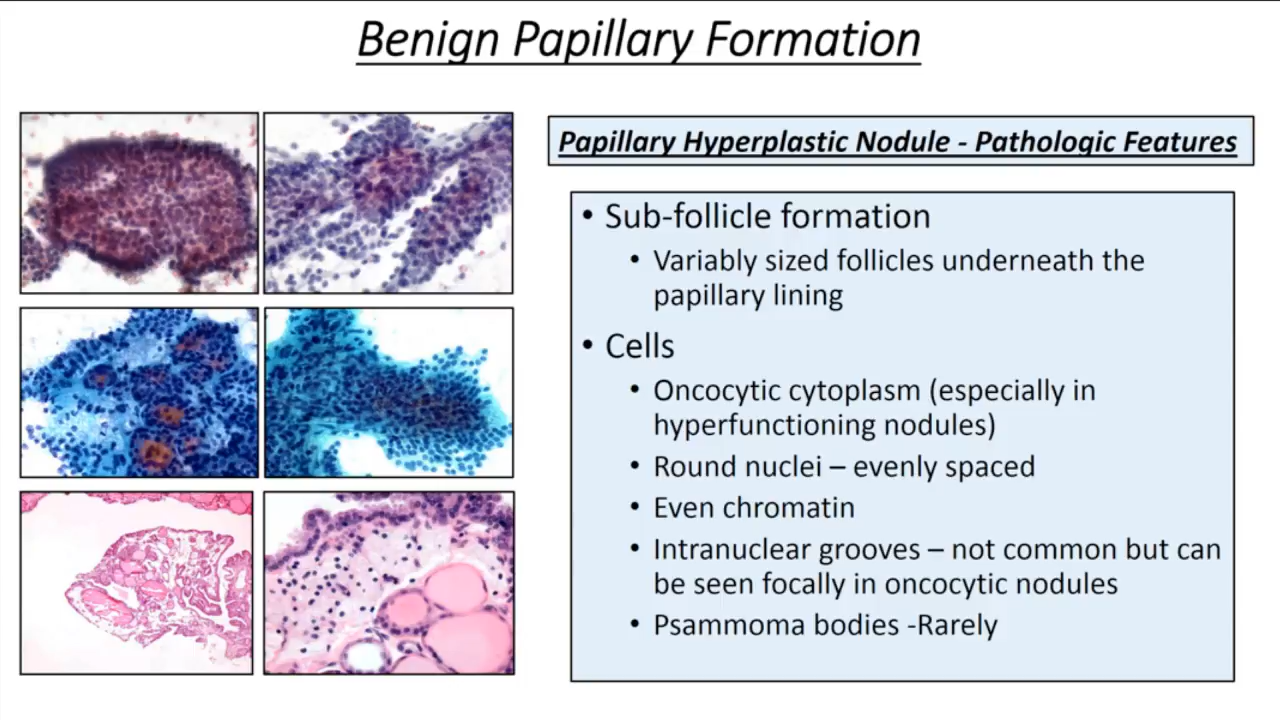 Benign Papillary Formation
Papillary Hyperplastic Nodule - Pathologic Features
• Sub-follicle formation
• Variably sized follicles underneath the
papillary lining
• Cells
• Oncocytic cytoplasm (especially in
hyperfunctioning nodules)
• Round nuclei – evenly spaced
• Even chromatin
• Intranuclear grooves – not common but can
be seen focally in oncocytic nodules
• Psammoma bodies -Rarely